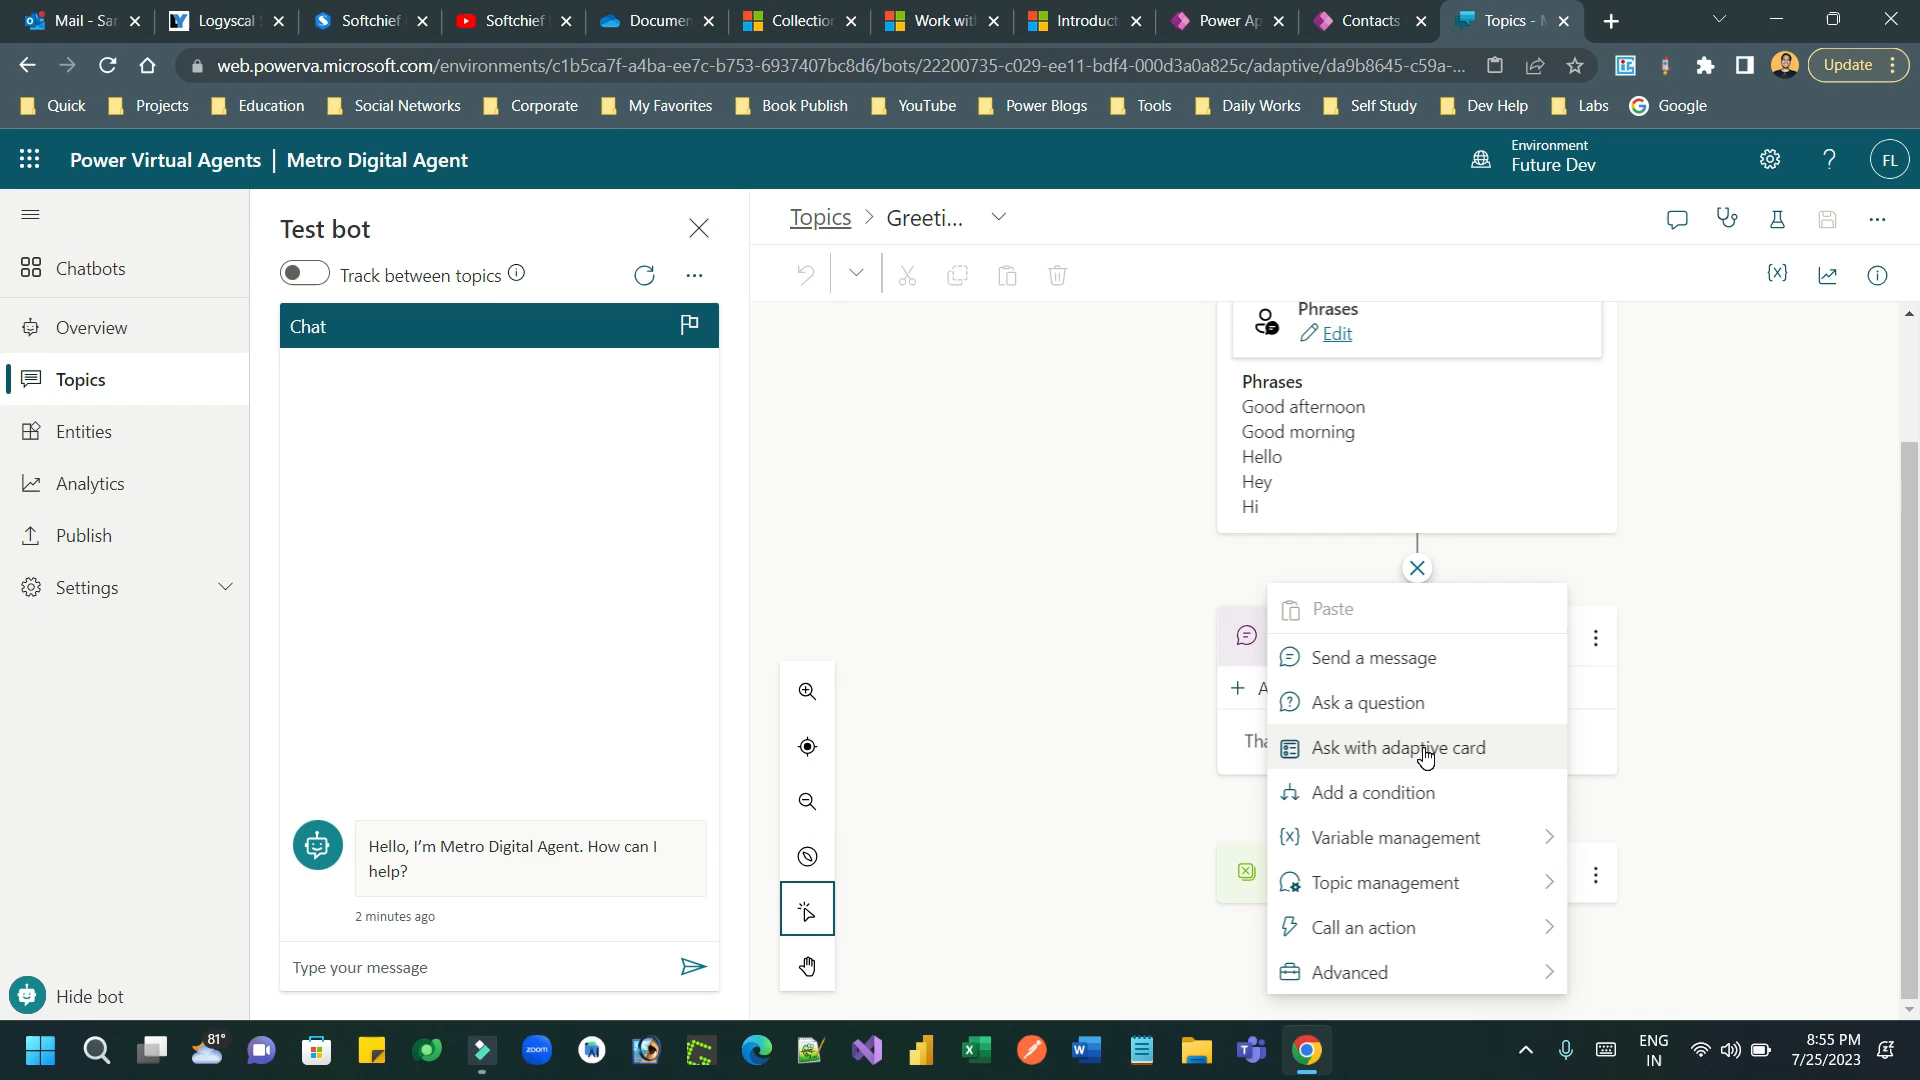 Mail - Sar
Logyscal
Softchief
Softchief
Documen
Collection
Work with
Introduct
Power Ap
Contacts
Topics - M
web.powerva.microsoft.com/environments/c1b5ca7f-a4ba-ee7c-b753-6937407bc8d6/bots/22200735-c029-ee11-bdf4-000d3a0a825c/adaptive/da9b8645-c59a-...
Update
Quick
Projects
Education
Social Networks
Corporate
My Favorites
Book Publish
YouTube
Power Blogs
Tools
Daily Works
Self Study
Dev Help
Labs
Google
Power Virtual Agents | Metro Digital Agent
Environment
Future Dev
FL
Chatbots
Overview
Topics
Entities
Analytics
Publish
Settings
Hide bot
Test bot
Track between topics
Chat
Hello, I'm Metro Digital Agent. How can I
help?
2 minutes ago
Type your message
Topics > Greeti...
Phrases
Edit
Phrases
Good afternoon
Good morning
Hello
Hey
Hi
+ A
Tha
Paste
Send a message
Ask a question
Ask with adaptive card
Add a condition
Variable management
Topic management
Call an action
Advanced
81°
zoom
ENG
IN
8:55 PM
7/25/2023